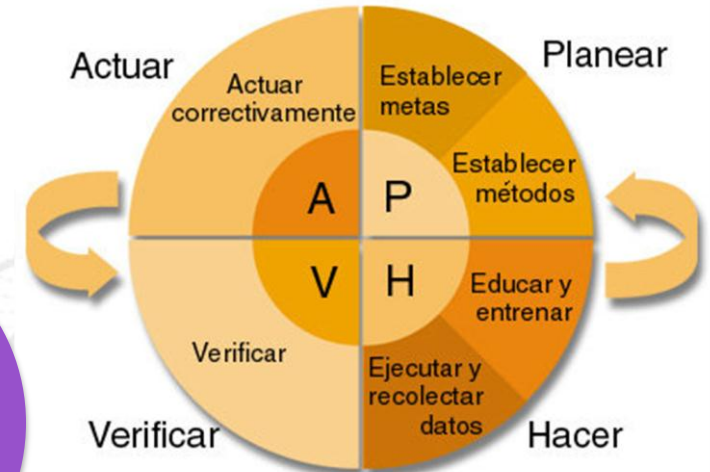 Actuar
Planear
Actuar
correctivamente
Establecer
metas
Establecer
métodos
A
P
V
H
Educar y
entrenar
Verificar
Ejecutar y
recolectar
datos
Verificar
Hacer